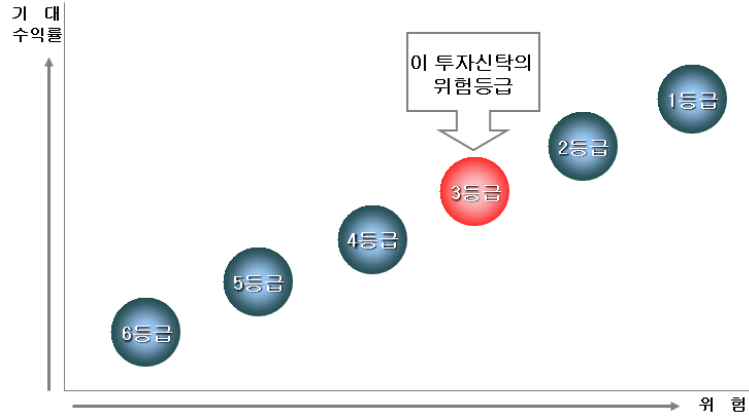 기 대
수익률
이 투자신탁의
위험등급
1등급
2등급
3등급
4등급
5등급
6등급
위 험